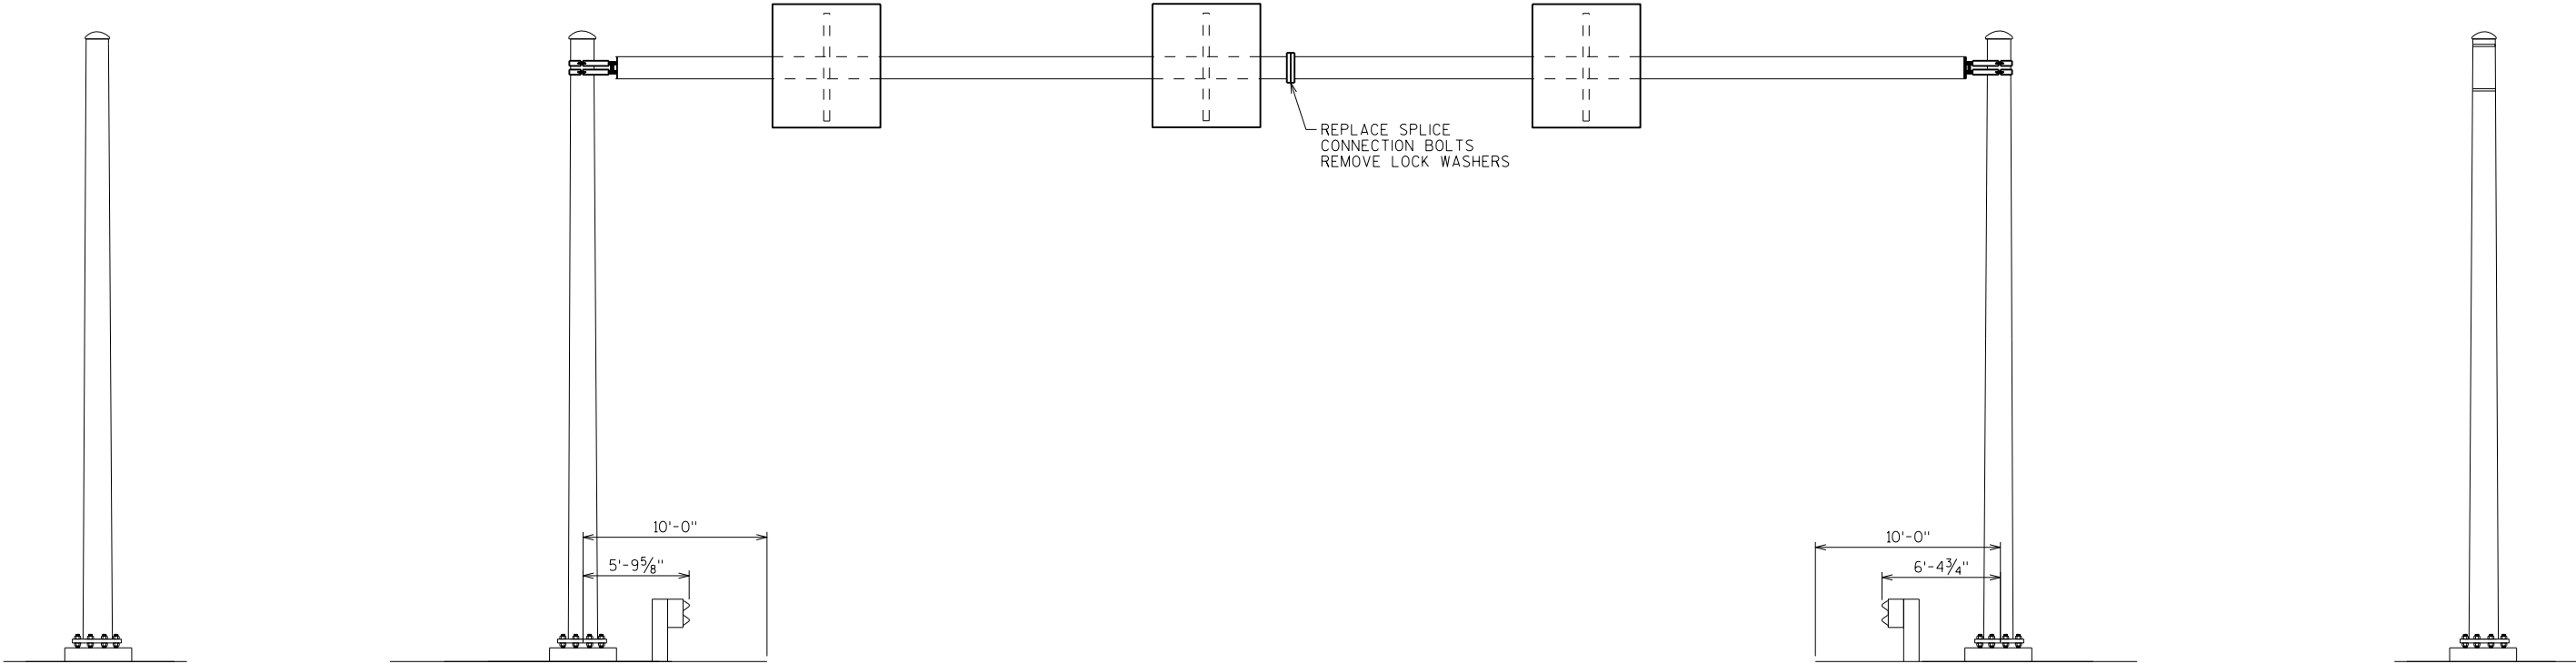 REPLACE SPLICE
CONNECTION BOLTS
REMOVE LOCK WASHERS
10'-0"
5'-9⅝"
10'-0"
6'-4¾"